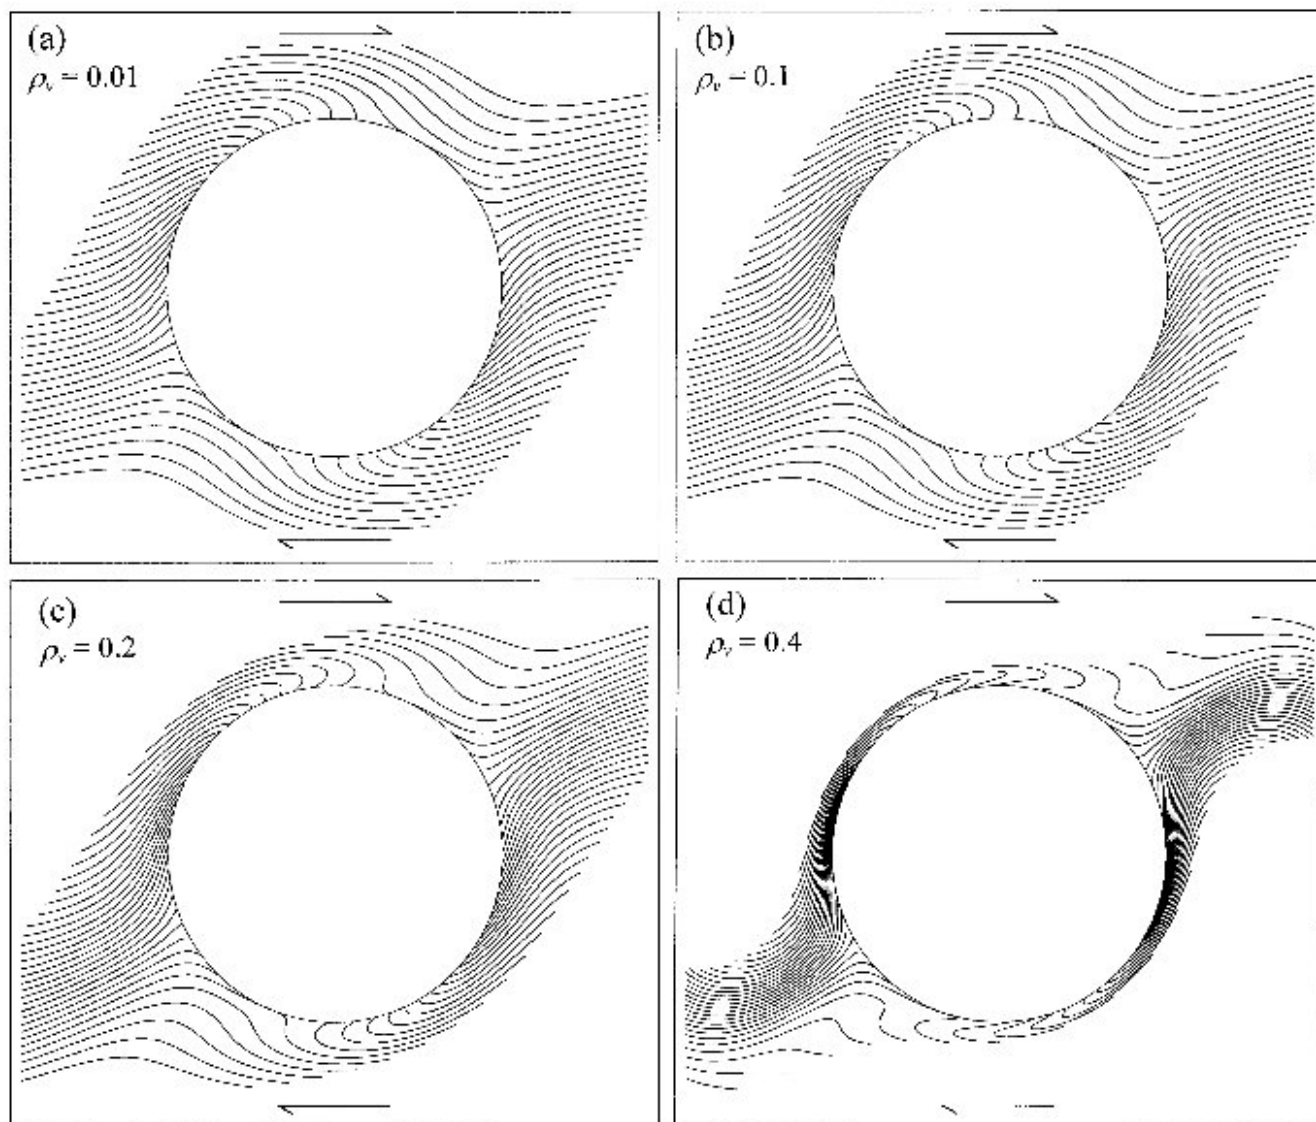 (a)
ρᵥ = 0.01
(b)
ρᵥ = 0.1
(c)
ρᵥ = 0.2
(d)
ρᵥ = 0.4